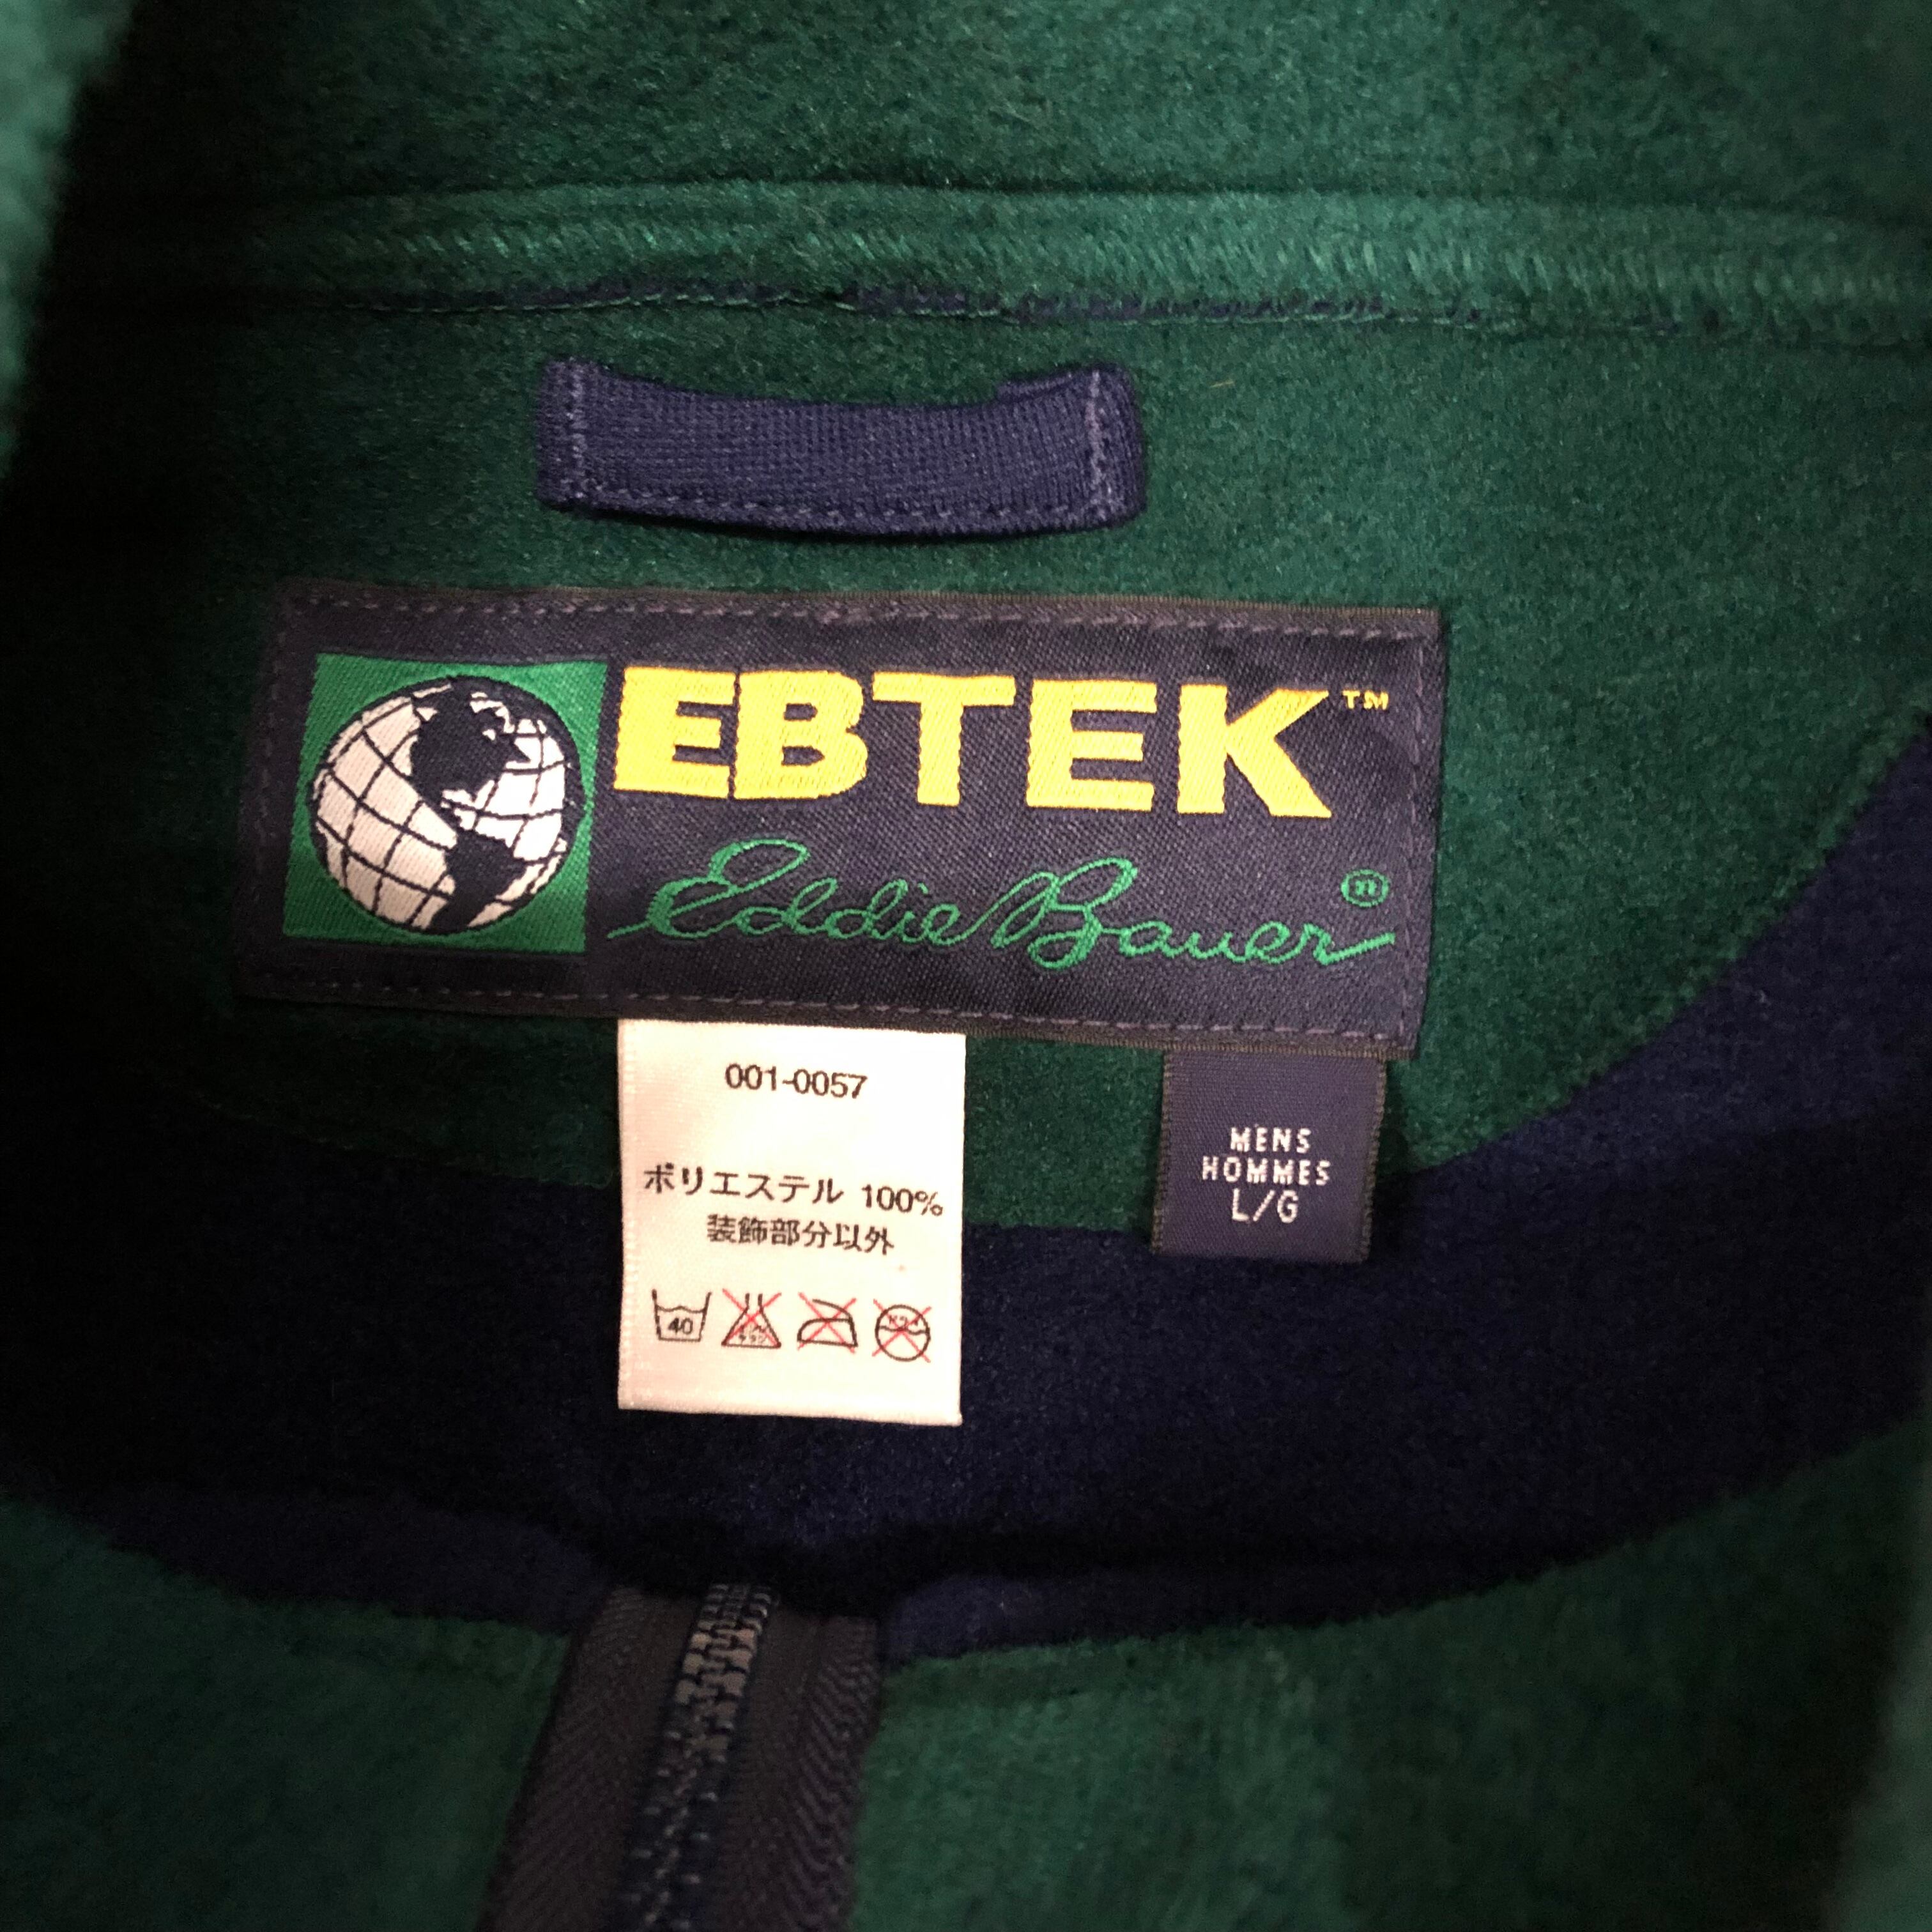 EBTEK™
Eddie Bauer®
001-0057
ポリエステル 100%
装飾部分以外
40
MENS
HOMMES
L/G